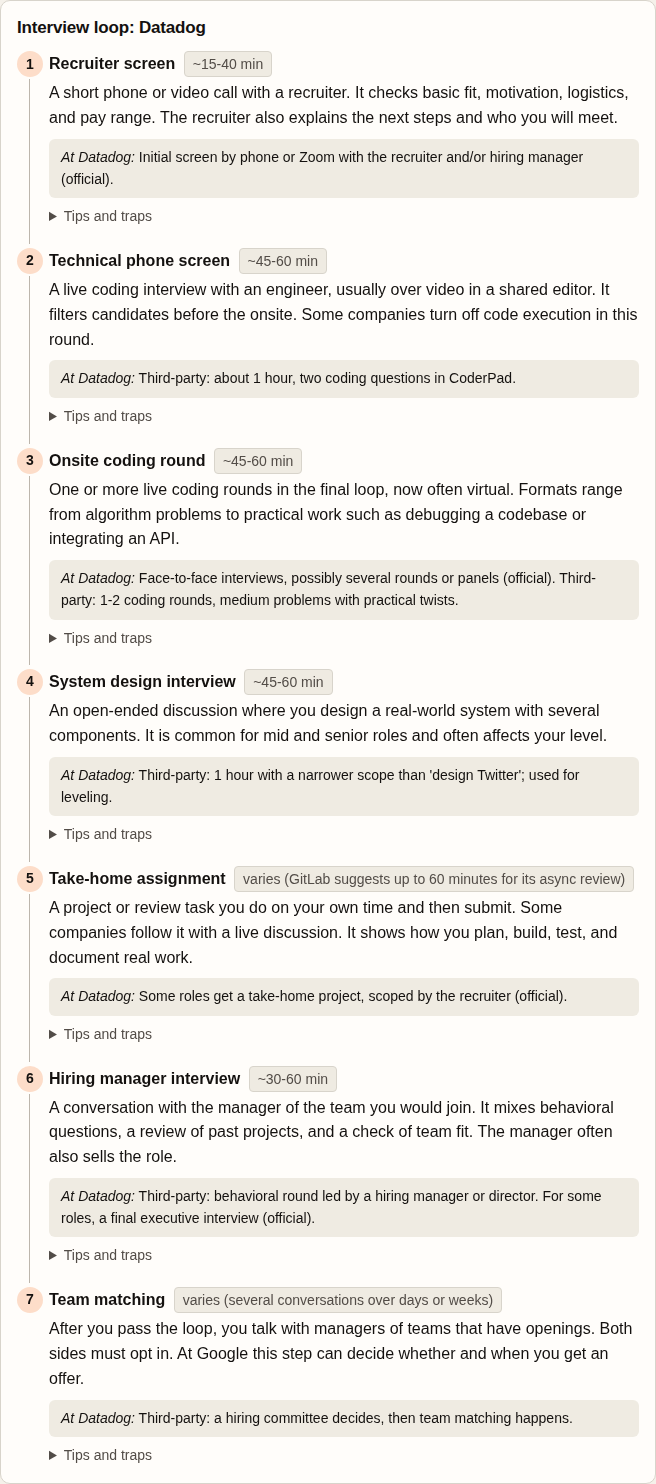 Interview loop: Datadog
1 Recruiter screen ~15-40 min
A short phone or video call with a recruiter. It checks basic fit, motivation, logistics,
and pay range. The recruiter also explains the next steps and who you will meet.
At Datadog: Initial screen by phone or Zoom with the recruiter and/or hiring manager
(official).
▶ Tips and traps
2 Technical phone screen ~45-60 min
A live coding interview with an engineer, usually over video in a shared editor. It
filters candidates before the onsite. Some companies turn off code execution in this
round.
At Datadog: Third-party: about 1 hour, two coding questions in CoderPad.
▶ Tips and traps
3 Onsite coding round ~45-60 min
One or more live coding rounds in the final loop, now often virtual. Formats range
from algorithm problems to practical work such as debugging a codebase or
integrating an API.
At Datadog: Face-to-face interviews, possibly several rounds or panels (official). Third-
party: 1-2 coding rounds, medium problems with practical twists.
▶ Tips and traps
4 System design interview ~45-60 min
An open-ended discussion where you design a real-world system with several
components. It is common for mid and senior roles and often affects your level.
At Datadog: Third-party: 1 hour with a narrower scope than 'design Twitter'; used for
leveling.
▶ Tips and traps
5 Take-home assignment varies (GitLab suggests up to 60 minutes for its async review)
A project or review task you do on your own time and then submit. Some
companies follow it with a live discussion. It shows how you plan, build, test, and
document real work.
At Datadog: Some roles get a take-home project, scoped by the recruiter (official).
▶ Tips and traps
6 Hiring manager interview ~30-60 min
A conversation with the manager of the team you would join. It mixes behavioral
questions, a review of past projects, and a check of team fit. The manager often
also sells the role.
At Datadog: Third-party: behavioral round led by a hiring manager or director. For some
roles, a final executive interview (official).
▶ Tips and traps
7 Team matching varies (several conversations over days or weeks)
After you pass the loop, you talk with managers of teams that have openings. Both
sides must opt in. At Google this step can decide whether and when you get an
offer.
At Datadog: Third-party: a hiring committee decides, then team matching happens.
▶ Tips and traps